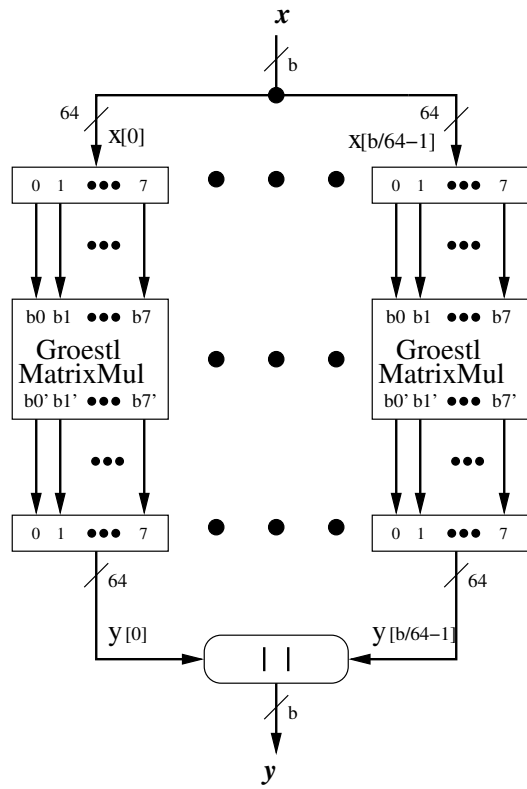 x
b
64 64
x[0] x[b/64−1]
0 1 7 0 1 7
b0 b1 b7 b0 b1 b7
Groestl Groestl
MatrixMul MatrixMul
b0’ b1’ b7’ b0’ b1’ b7’
0 1 7 0 1 7
64 64
y[0] y[b/64−1]
| |
b
y